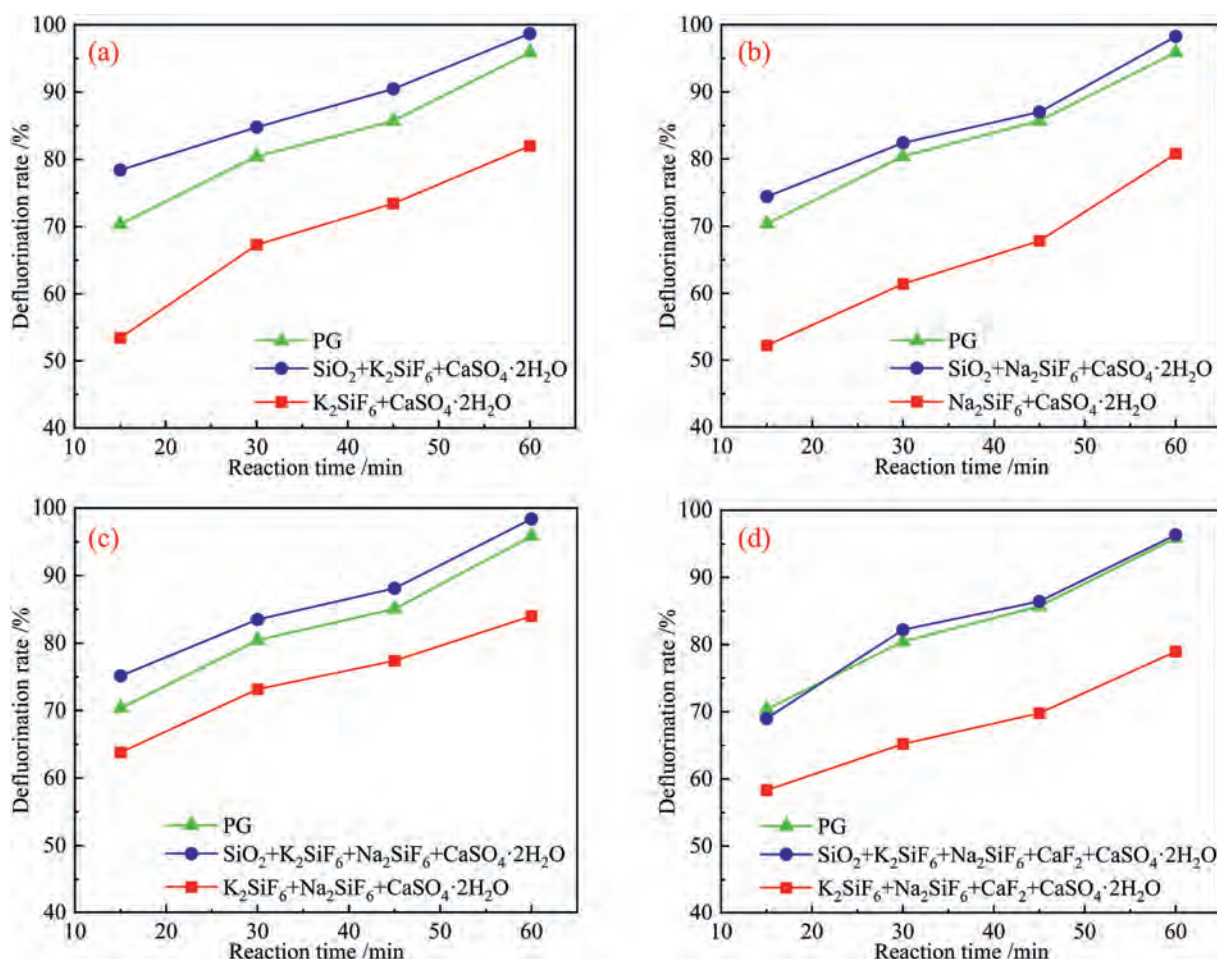 (a)
100
90
80
70
60
50
40
Defluorination rate /%
PG
SiO₂+K₂SiF₆+CaSO₄·2H₂O
K₂SiF₆+CaSO₄·2H₂O
10 20 30 40 50 60
Reaction time /min
(b)
100
90
80
70
60
50
40
Defluorination rate /%
PG
SiO₂+Na₂SiF₆+CaSO₄·2H₂O
Na₂SiF₆+CaSO₄·2H₂O
10 20 30 40 50 60
Reaction time /min
(c)
100
90
80
70
60
50
40
Defluorination rate /%
PG
SiO₂+K₂SiF₆+Na₂SiF₆+CaSO₄·2H₂O
K₂SiF₆+Na₂SiF₆+CaSO₄·2H₂O
10 20 30 40 50 60
Reaction time /min
(d)
100
90
80
70
60
50
40
Defluorination rate /%
PG
SiO₂+K₂SiF₆+Na₂SiF₆+CaF₂+CaSO₄·2H₂O
K₂SiF₆+Na₂SiF₆+CaF₂+CaSO₄·2H₂O
10 20 30 40 50 60
Reaction time /min